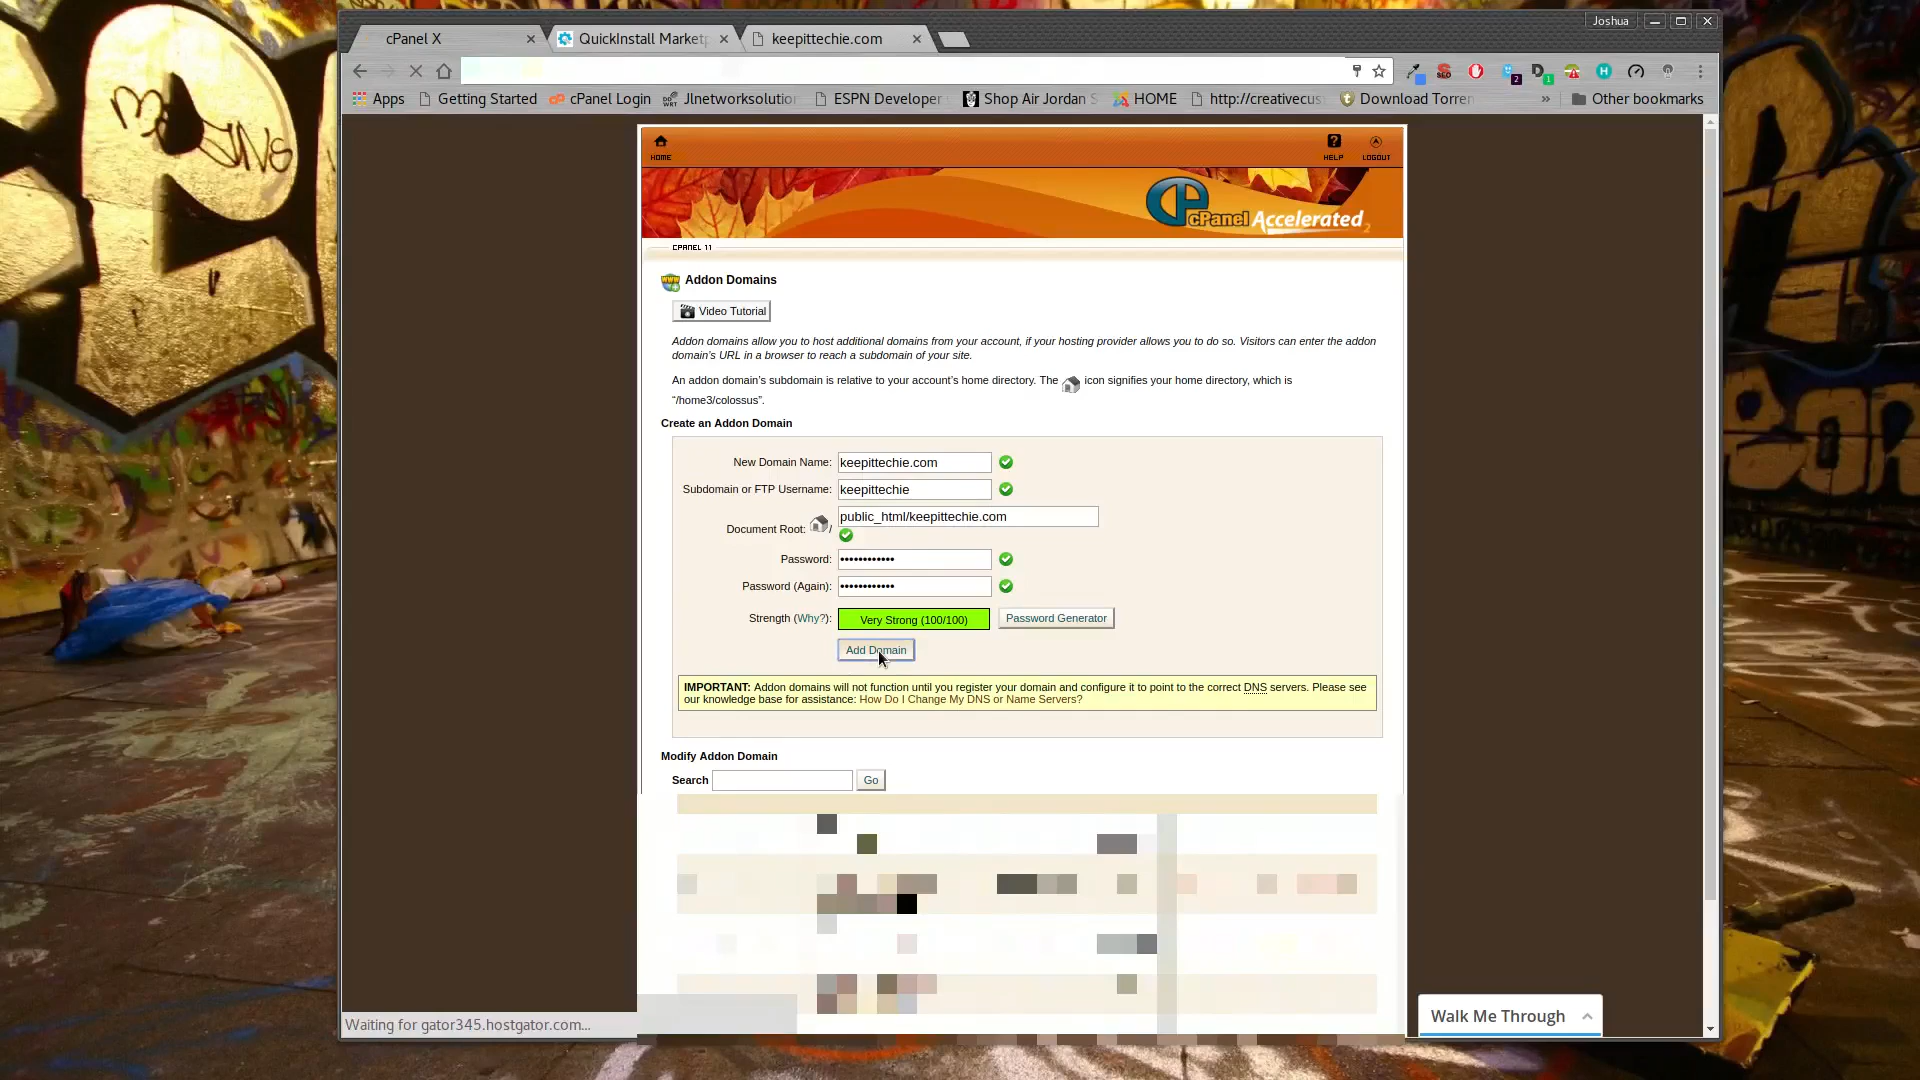 Joshua
cPanel X
QuickInstall Marketp
keepittechie.com
Apps
Getting Started
cPanel Login
Jlnetworksolutio
ESPN Developer
Shop Air Jordan S
HOME
http://creativecus
Download Torren
»
Other bookmarks
HOME
HELP
LOGOUT
cPanel Accelerated 2
CPANEL 11
Addon Domains
Video Tutorial
Addon domains allow you to host additional domains from your account, if your hosting provider allows you to do so. Visitors can enter the addon
domain's URL in a browser to reach a subdomain of your site.
An addon domain's subdomain is relative to your account's home directory. The icon signifies your home directory, which is
"/home3/colossus".
Create an Addon Domain
New Domain Name: keepittechie.com
Subdomain or FTP Username: keepittechie
Document Root: / public_html/keepittechie.com
Password: ••••••••••••
Password (Again): ••••••••••••
Strength (Why?): Very Strong (100/100) Password Generator
Add Domain
IMPORTANT: Addon domains will not function until you register your domain and configure it to point to the correct DNS servers. Please see
our knowledge base for assistance: How Do I Change My DNS or Name Servers?
Modify Addon Domain
Search Go
Walk Me Through
Waiting for gator345.hostgator.com...